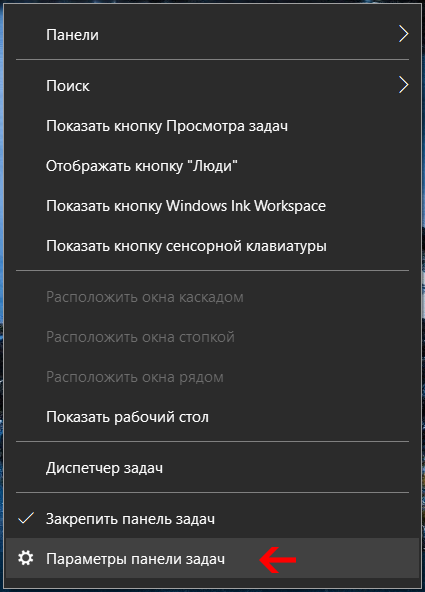 Панели
Поиск
Показать кнопку Просмотра задач
Отображать кнопку "Люди"
Показать кнопку Windows Ink Workspace
Показать кнопку сенсорной клавиатуры
Расположить окна каскадом
Расположить окна стопкой
Расположить окна рядом
Показать рабочий стол
Диспетчер задач
Закрепить панель задач
Параметры панели задач